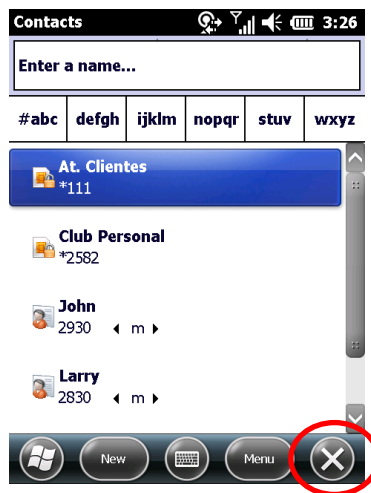 Contacts 3:26
Enter a name...
#abc defgh ijklm nopqr stuv wxyz
At. Clientes
*111
Club Personal
*2582
John
2930 m
Larry
2830 m
New Menu